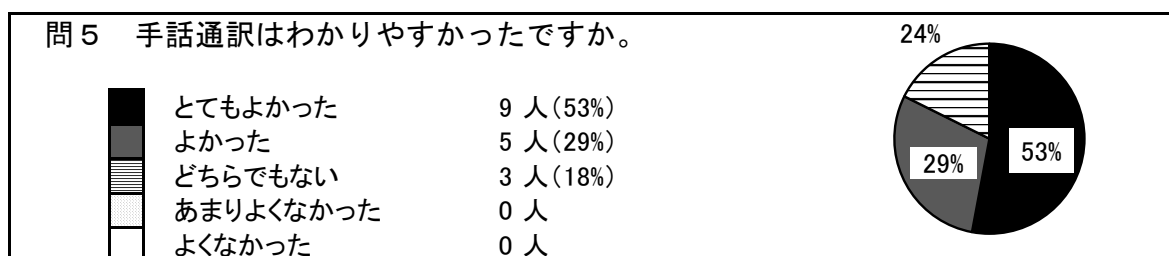 問５　手話通訳はわかりやすかったですか。
24%
とてもよかった　9 人(53%)
よかった　5 人(29%)
どちらでもない　3 人(18%)
あまりよくなかった　0 人
よくなかった　0 人
53%
29%